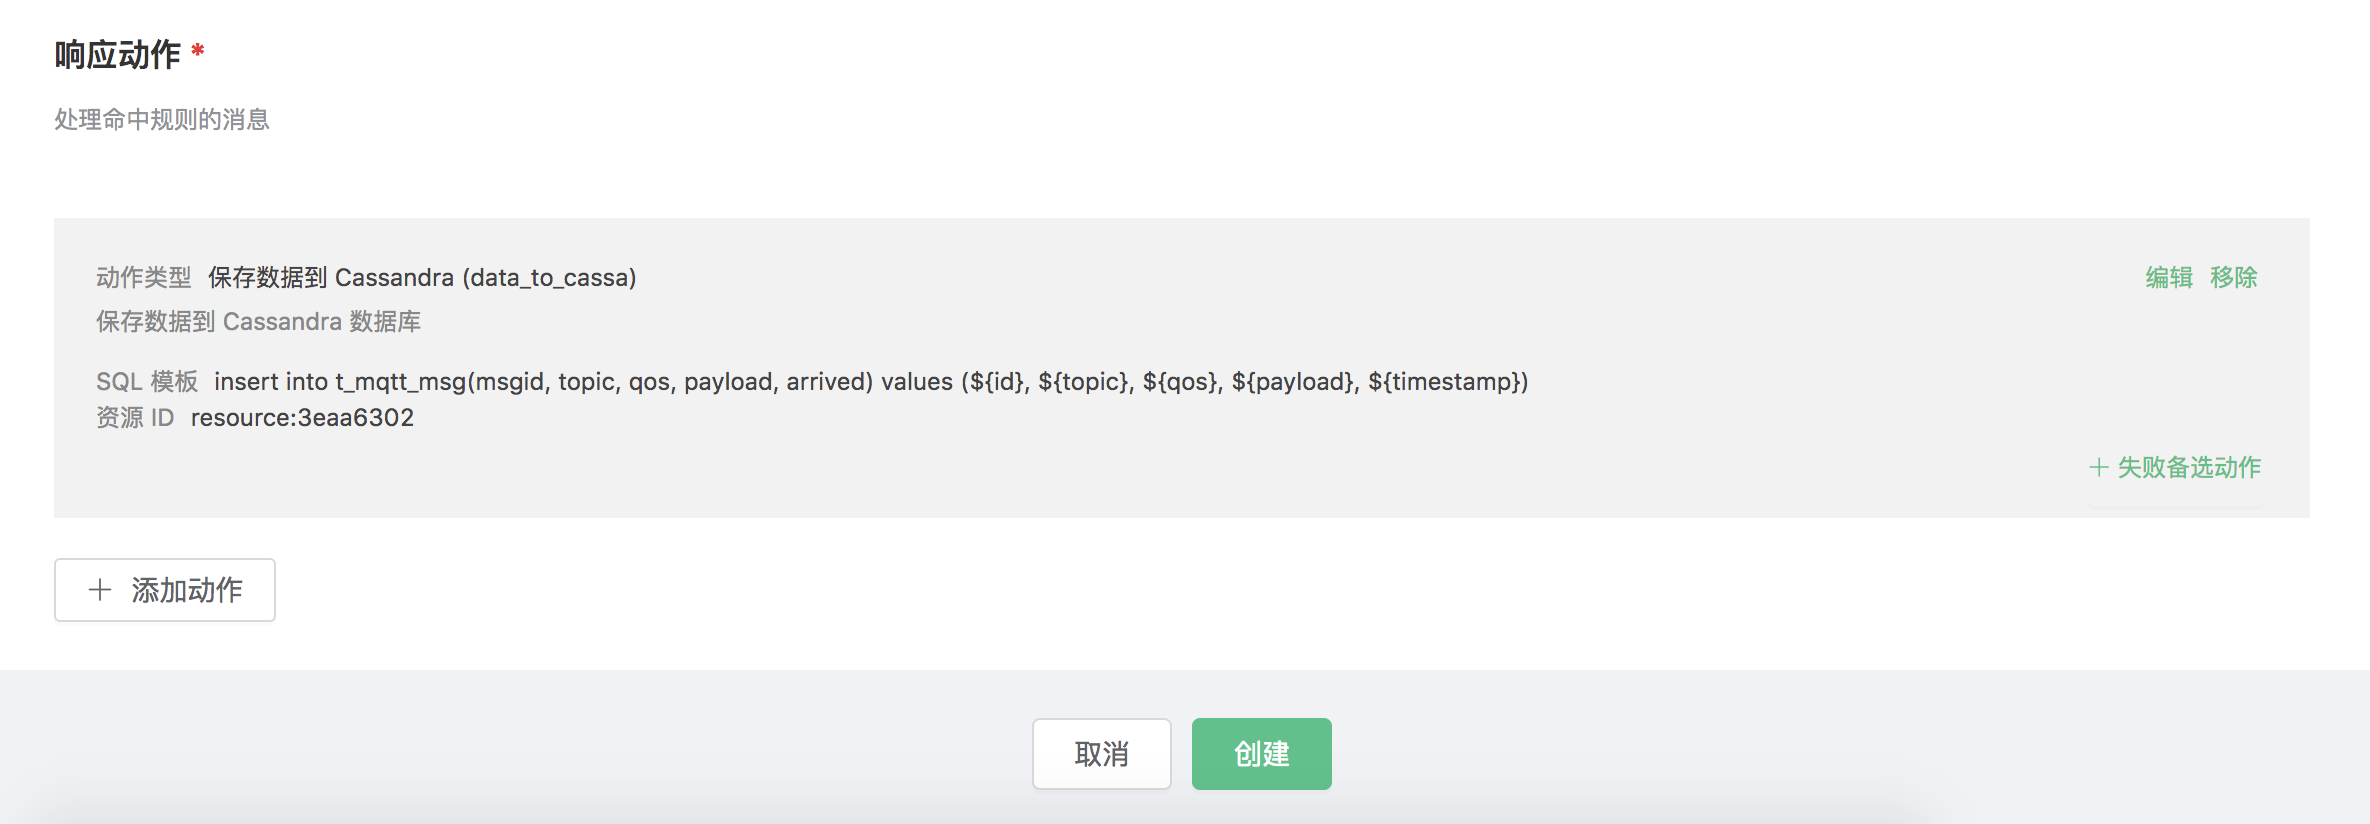 响应动作 *
处理命中规则的消息
动作类型 保存数据到 Cassandra (data_to_cassa)
编辑 移除
保存数据到 Cassandra 数据库
SQL 模板 insert into t_mqtt_msg(msgid, topic, qos, payload, arrived) values (${id}, ${topic}, ${qos}, ${payload}, ${timestamp})
资源 ID resource:3eaa6302
+ 失败备选动作
+ 添加动作
取消
创建